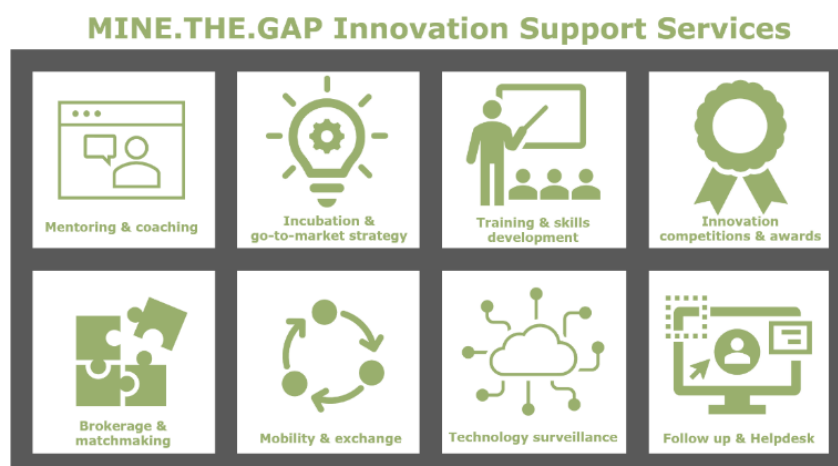 MINE.THE.GAP Innovation Support Services
Mentoring & coaching
Incubation &
go-to-market strategy
Training & skills
development
Innovation
competitions & awards
Brokerage &
matchmaking
Mobility & exchange
Technology surveillance
Follow up & Helpdesk